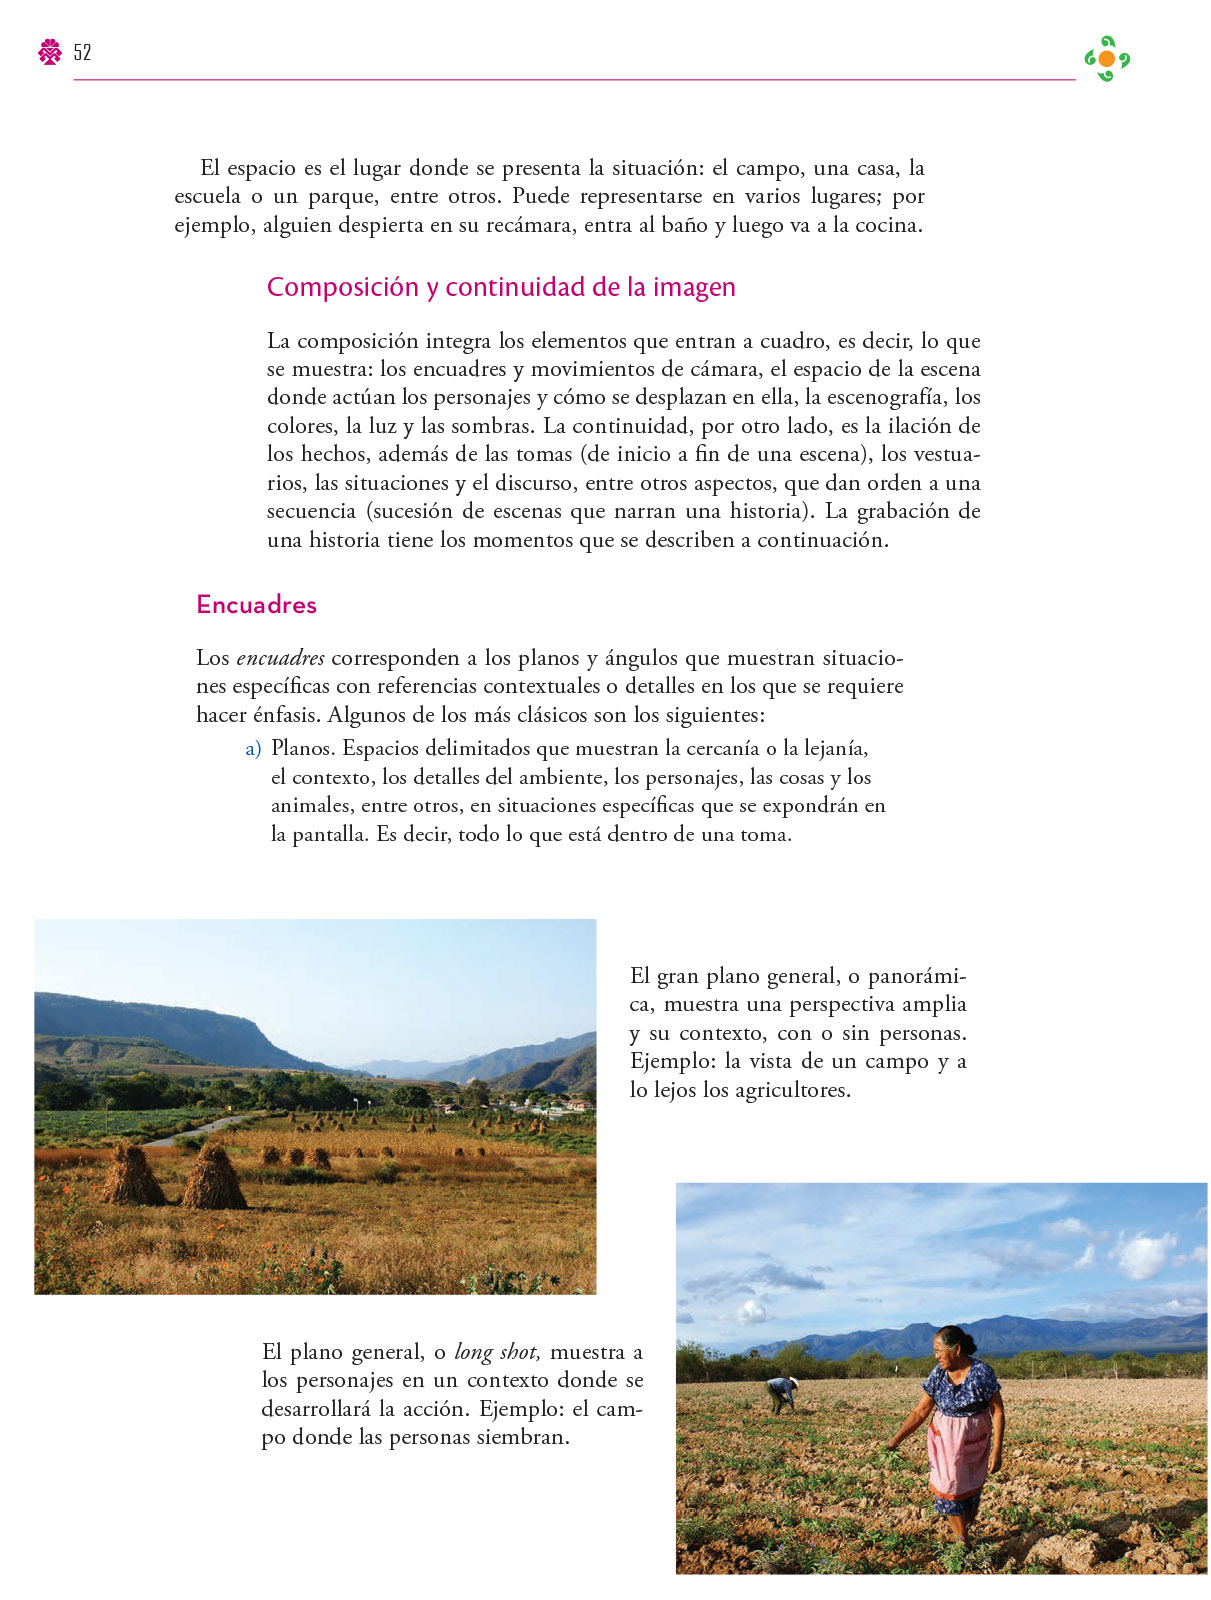 52
El espacio es el lugar donde se presenta la situación: el campo, una casa, la
escuela o un parque, entre otros. Puede representarse en varios lugares; por
ejemplo, alguien despierta en su recámara, entra al baño y luego va a la cocina.
Composición y continuidad de la imagen
La composición integra los elementos que entran a cuadro, es decir, lo que
se muestra: los encuadres y movimientos de cámara, el espacio de la escena
donde actúan los personajes y cómo se desplazan en ella, la escenografía, los
colores, la luz y las sombras. La continuidad, por otro lado, es la ilación de
los hechos, además de las tomas (de inicio a fin de una escena), los vestua-
rios, las situaciones y el discurso, entre otros aspectos, que dan orden a una
secuencia (sucesión de escenas que narran una historia). La grabación de
una historia tiene los momentos que se describen a continuación.
Encuadres
Los encuadres corresponden a los planos y ángulos que muestran situacio-
nes específicas con referencias contextuales o detalles en los que se requiere
hacer énfasis. Algunos de los más clásicos son los siguientes:
a) Planos. Espacios delimitados que muestran la cercanía o la lejanía,
el contexto, los detalles del ambiente, los personajes, las cosas y los
animales, entre otros, en situaciones específicas que se expondrán en
la pantalla. Es decir, todo lo que está dentro de una toma.
El gran plano general, o panorámi-
ca, muestra una perspectiva amplia
y su contexto, con o sin personas.
Ejemplo: la vista de un campo y a
lo lejos los agricultores.
El plano general, o long shot, muestra a
los personajes en un contexto donde se
desarrollará la acción. Ejemplo: el cam-
po donde las personas siembran.